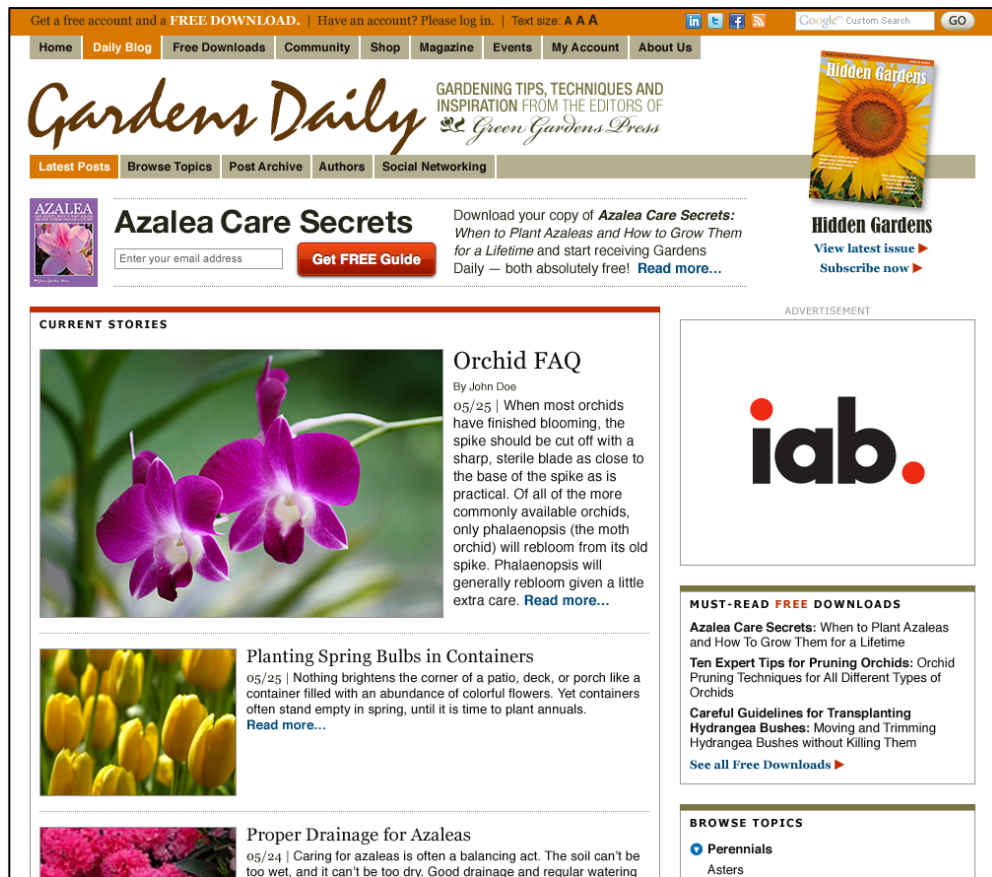 Get a free account and a FREE DOWNLOAD. | Have an account? Please log in. | Text size: A A A
Google™ Custom Search
GO
Home
Daily Blog
Free Downloads
Community
Shop
Magazine
Events
My Account
About Us
Gardens Daily
GARDENING TIPS, TECHNIQUES AND
INSPIRATION FROM THE EDITORS OF
Green Gardens Press
Hidden Gardens
Latest Posts
Browse Topics
Post Archive
Authors
Social Networking
Hidden Gardens
View latest issue
Subscribe now
AZALEA
Azalea Care Secrets
Enter your email address
Get FREE Guide
Download your copy of Azalea Care Secrets:
When to Plant Azaleas and How to Grow Them
for a Lifetime and start receiving Gardens
Daily — both absolutely free! Read more...
CURRENT STORIES
Orchid FAQ
By John Doe
05/25 | When most orchids
have finished blooming, the
spike should be cut off with a
sharp, sterile blade as close to
the base of the spike as is
practical. Of all of the more
commonly available orchids,
only phalaenopsis (the moth
orchid) will rebloom from its old
spike. Phalaenopsis will
generally rebloom given a little
extra care. Read more...
Planting Spring Bulbs in Containers
05/25 | Nothing brightens the corner of a patio, deck, or porch like a
container filled with an abundance of colorful flowers. Yet containers
often stand empty in spring, until it is time to plant annuals.
Read more...
Proper Drainage for Azaleas
05/24 | Caring for azaleas is often a balancing act. The soil can't be
too wet, and it can't be too dry. Good drainage and regular watering
ADVERTISEMENT
iab.
MUST-READ FREE DOWNLOADS
Azalea Care Secrets: When to Plant Azaleas
and How To Grow Them for a Lifetime
Ten Expert Tips for Pruning Orchids: Orchid
Pruning Techniques for All Different Types of
Orchids
Careful Guidelines for Transplanting
Hydrangea Bushes: Moving and Trimming
Hydrangea Bushes without Killing Them
See all Free Downloads
BROWSE TOPICS
Perennials
Asters